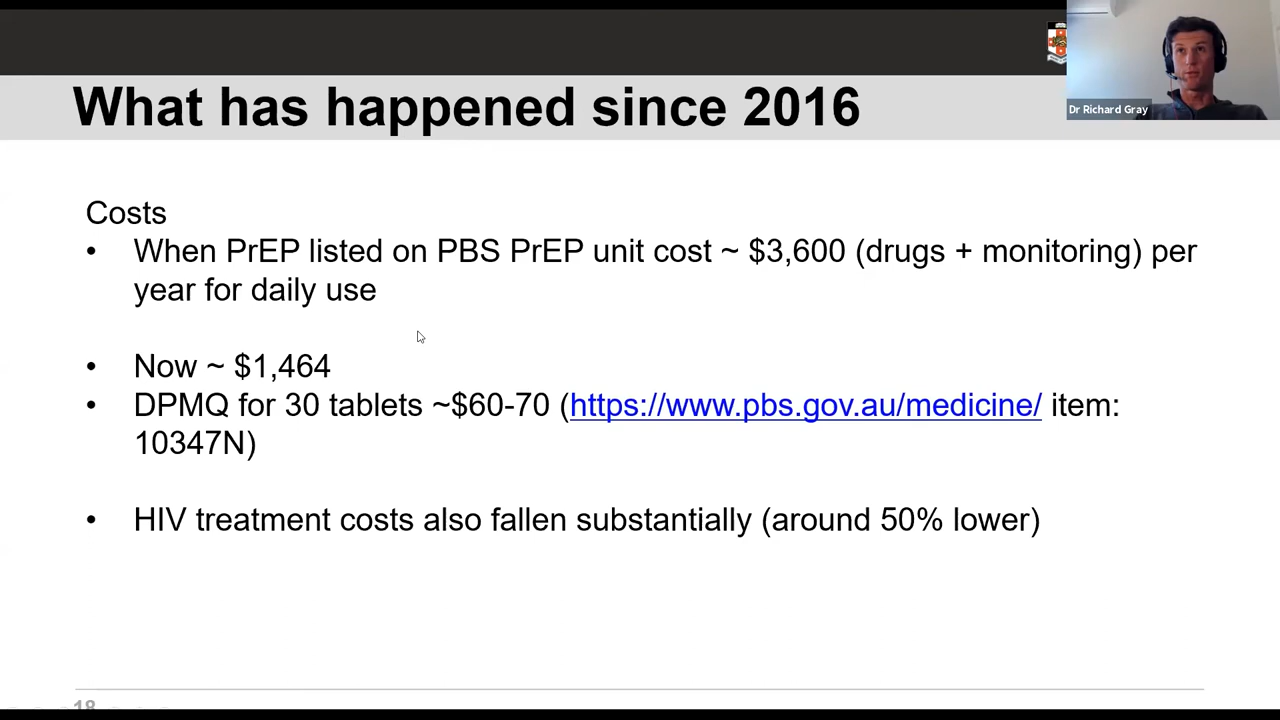 What has happened since 2016
Dr Richard Gray
Costs
• When PrEP listed on PBS PrEP unit cost ~ $3,600 (drugs + monitoring) per
year for daily use
• Now ~ $1,464
• DPMQ for 30 tablets ~$60-70 (https://www.pbs.gov.au/medicine/ item:
10347N)
• HIV treatment costs also fallen substantially (around 50% lower)
18